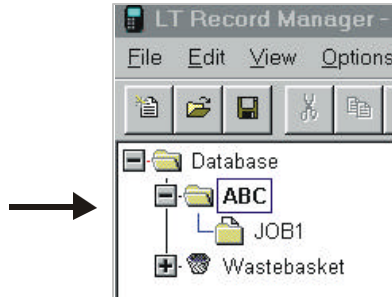 LT Record Manager -
File Edit View Options
Database
ABC
JOB1
Wastebasket